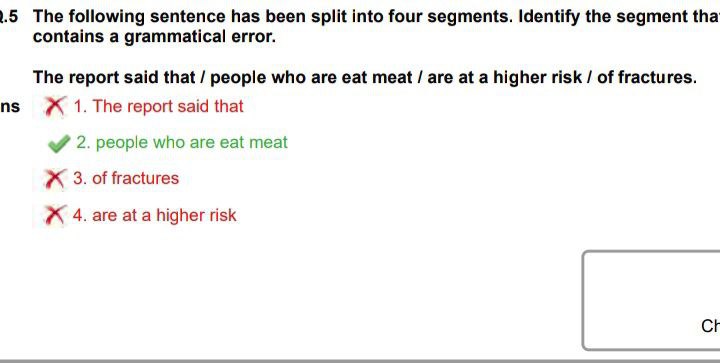 .5 The following sentence has been split into four segments. Identify the segment tha
contains a grammatical error.
The report said that / people who are eat meat / are at a higher risk / of fractures.
ns 1. The report said that
2. people who are eat meat
3. of fractures
4. are at a higher risk
Ch